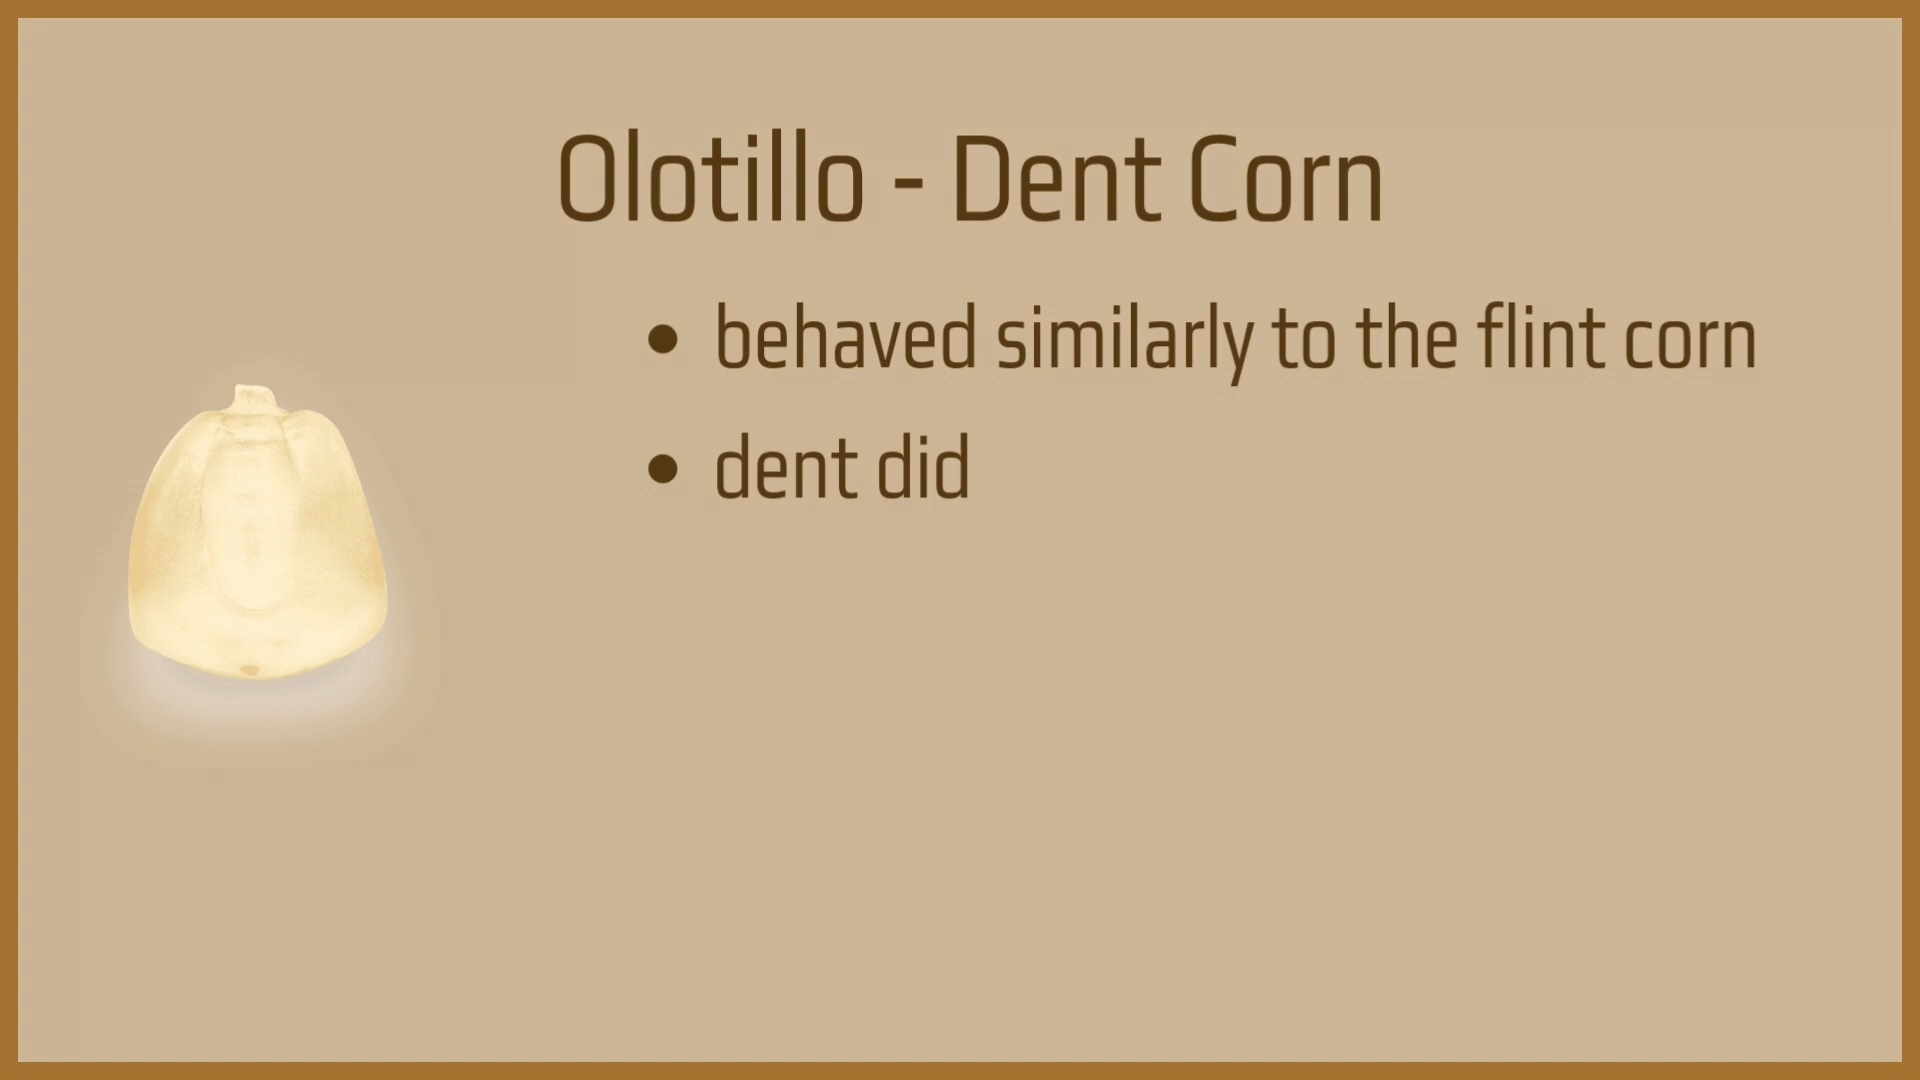 Olotillo - Dent Corn
• behaved similarly to the flint corn
• dent did